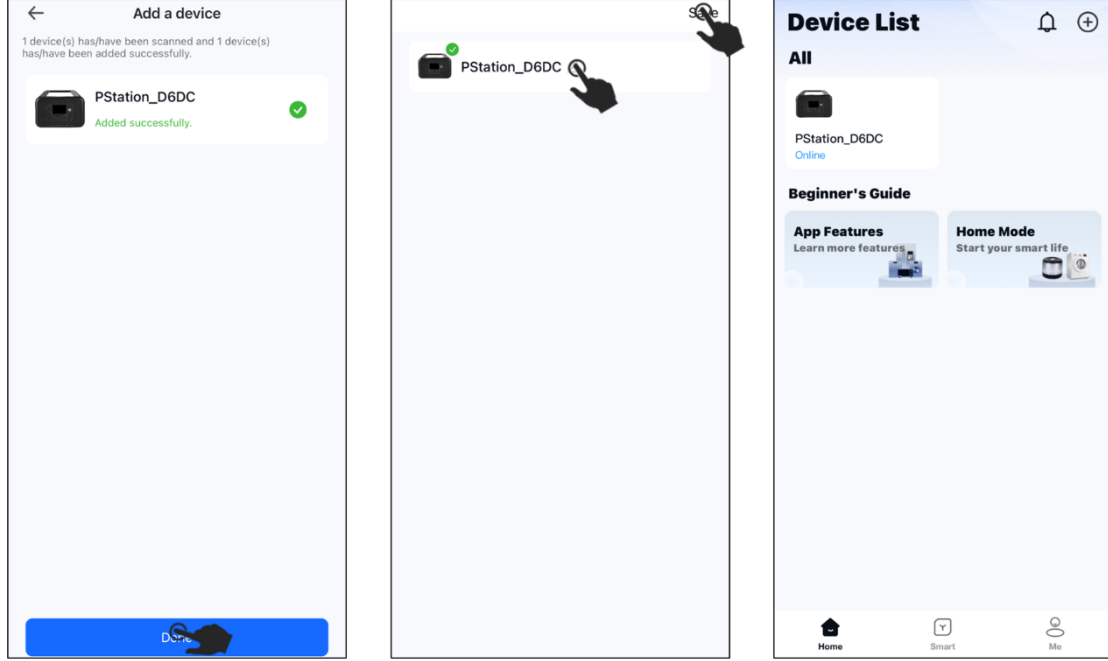 Add a device
1 device(s) has/have been scanned and 1 device(s)
has/have been added successfully.
PStation_D6DC
Added successfully.
Done
Save
PStation_D6DC
Device List
All
PStation_D6DC
Online
Beginner's Guide
App Features
Learn more features
Home Mode
Start your smart life
Home
Smart
Me